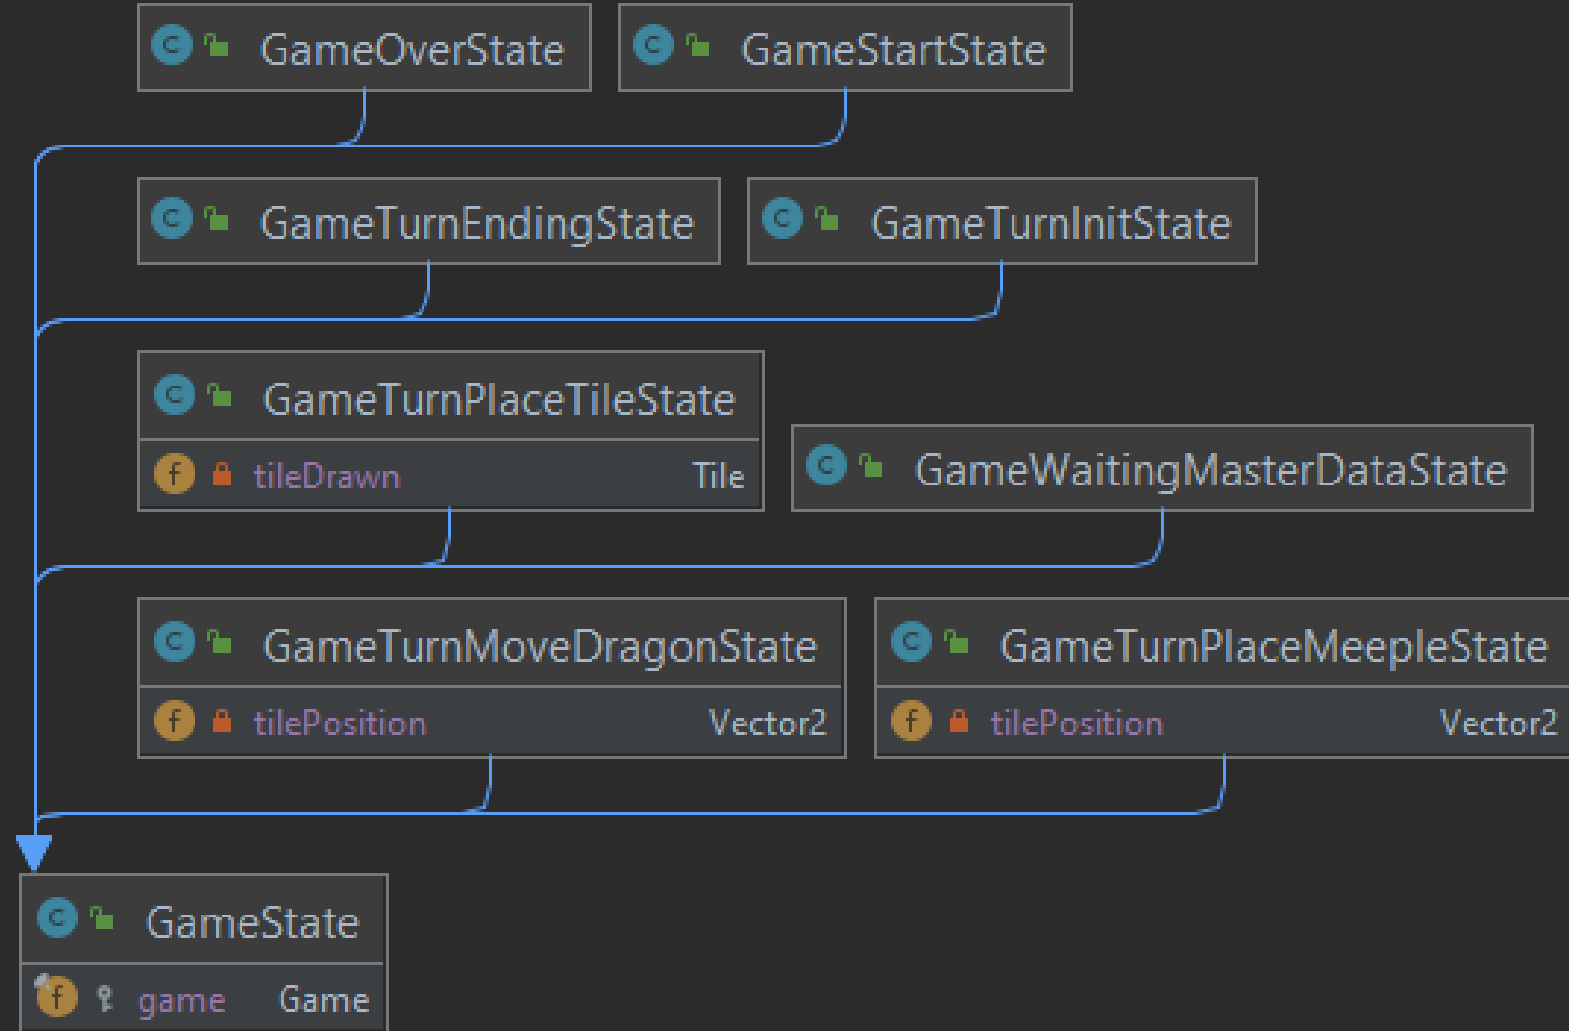 GameOverState
GameStartState
GameTurnEndingState
GameTurnInitState
GameTurnPlaceTileState
tileDrawn Tile
GameWaitingMasterDataState
GameTurnMoveDragonState
tilePosition Vector2
GameTurnPlaceMeepleState
tilePosition Vector2
GameState
game Game